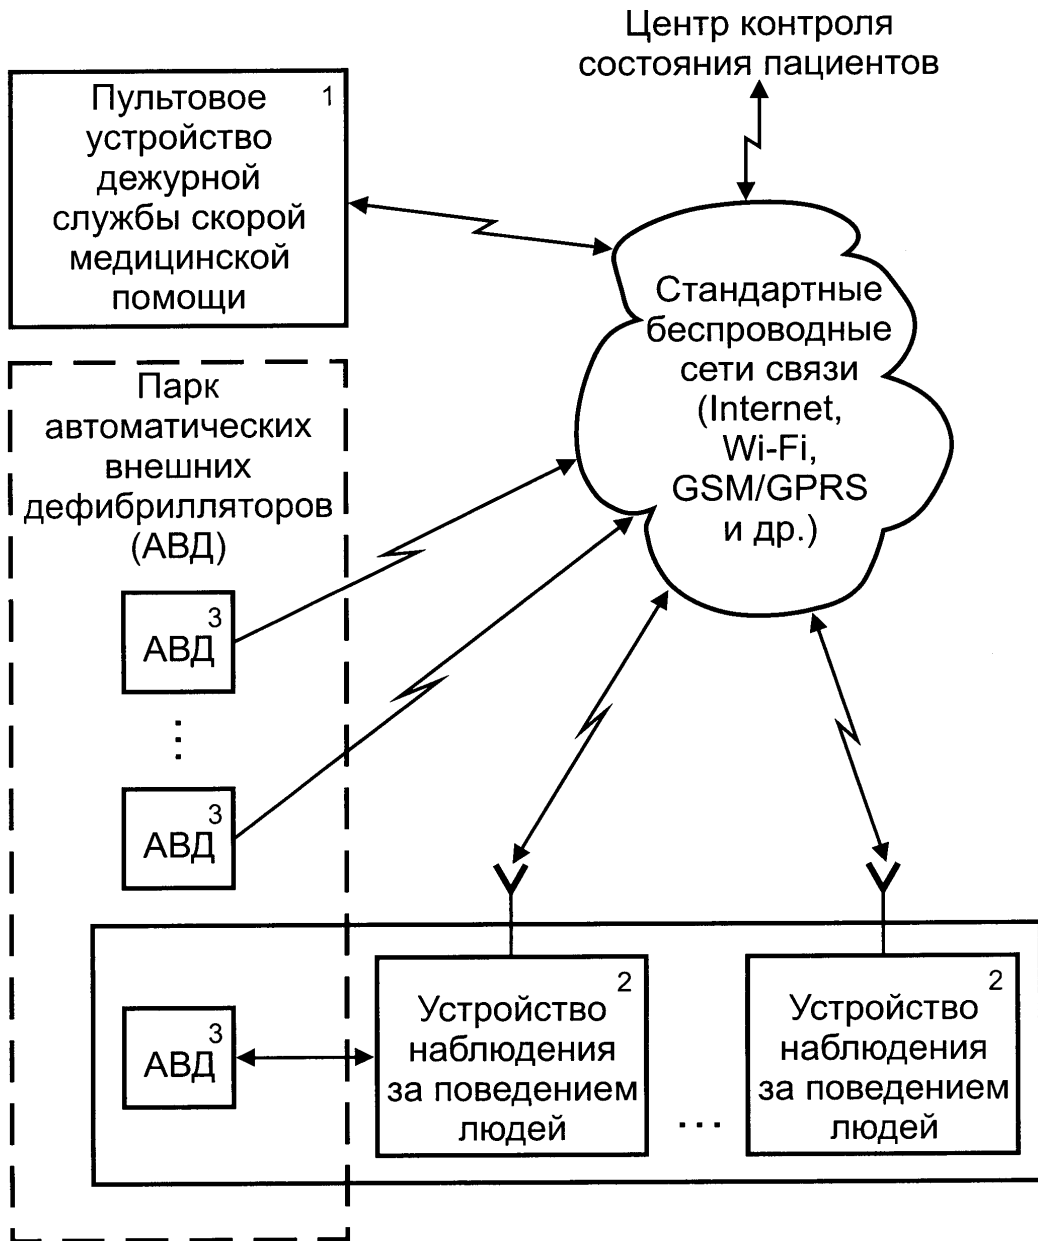 Центр контроля
состояния пациентов
1
Пультовое
устройство
дежурной
службы скорой
медицинской
помощи
Стандартные
беспроводные
сети связи
(Internet,
Wi-Fi,
GSM/GPRS
и др.)
Парк
автоматических
внешних
дефибрилляторов
(АВД)
3
АВД
⋮
3
АВД
3
АВД
2
Устройство
наблюдения
за поведением
людей
...
2
Устройство
наблюдения
за поведением
людей